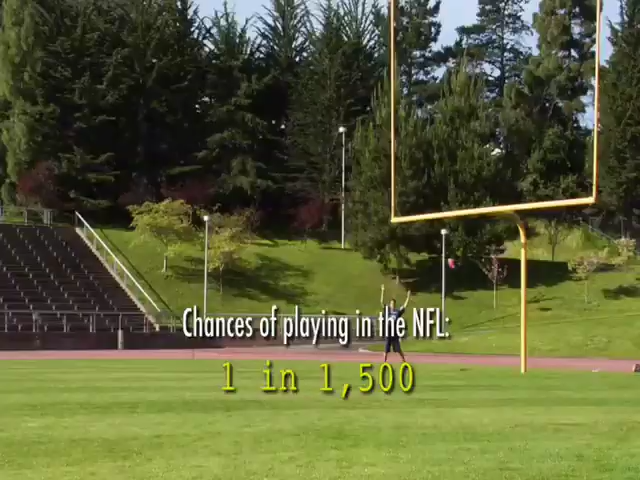 Chances of playing in the NFL:
1 in 1,500